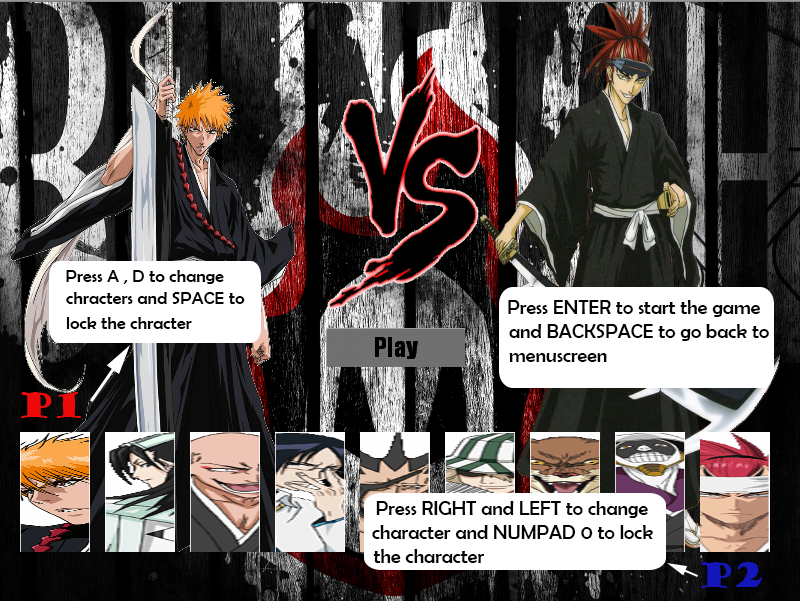 VS
Press A , D to change
chracters and SPACE to
lock the chracter
Press ENTER to start the game
and BACKSPACE to go back to
menuscreen
Play
P1
Press RIGHT and LEFT to change
character and NUMPAD 0 to lock
the character
P2